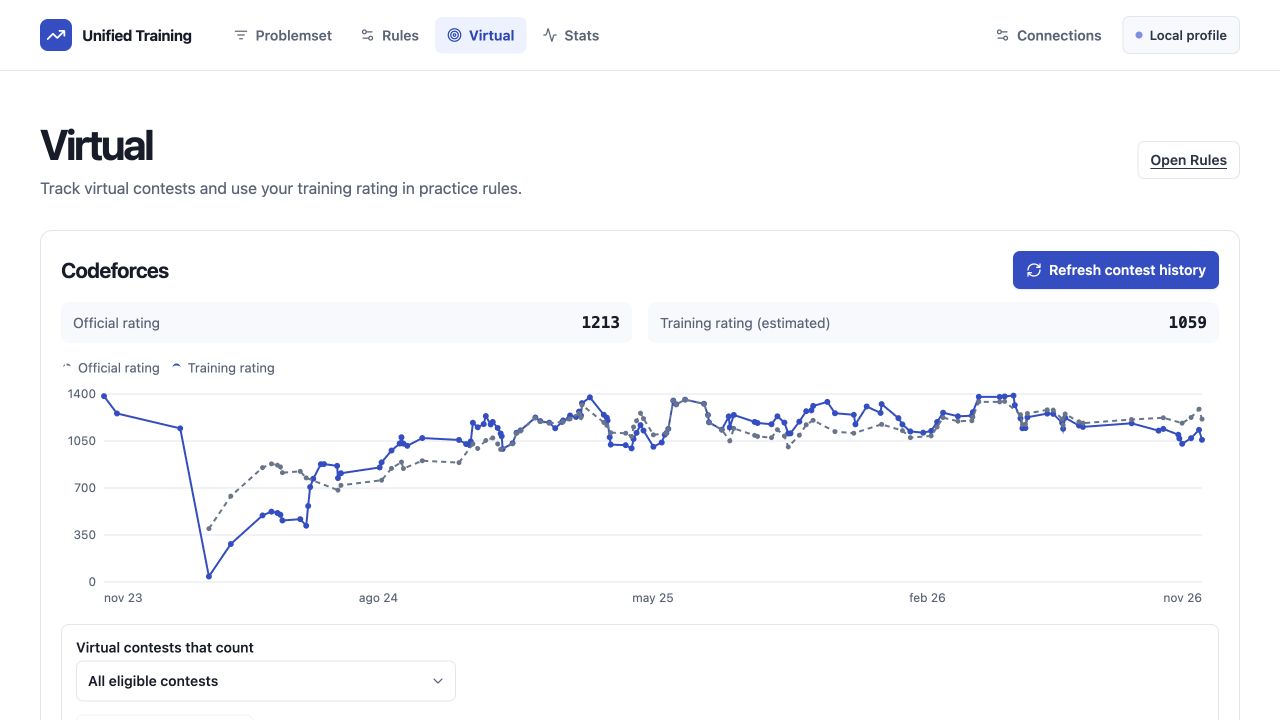 Unified Training
Problemset
Rules
Virtual
Stats
Connections
Local profile
Virtual
Track virtual contests and use your training rating in practice rules.
Open Rules
Codeforces
Refresh contest history
Official rating
1213
Training rating (estimated)
1059
Official rating
Training rating
1400
1050
700
350
0
nov 23
ago 24
may 25
feb 26
nov 26
Virtual contests that count
All eligible contests